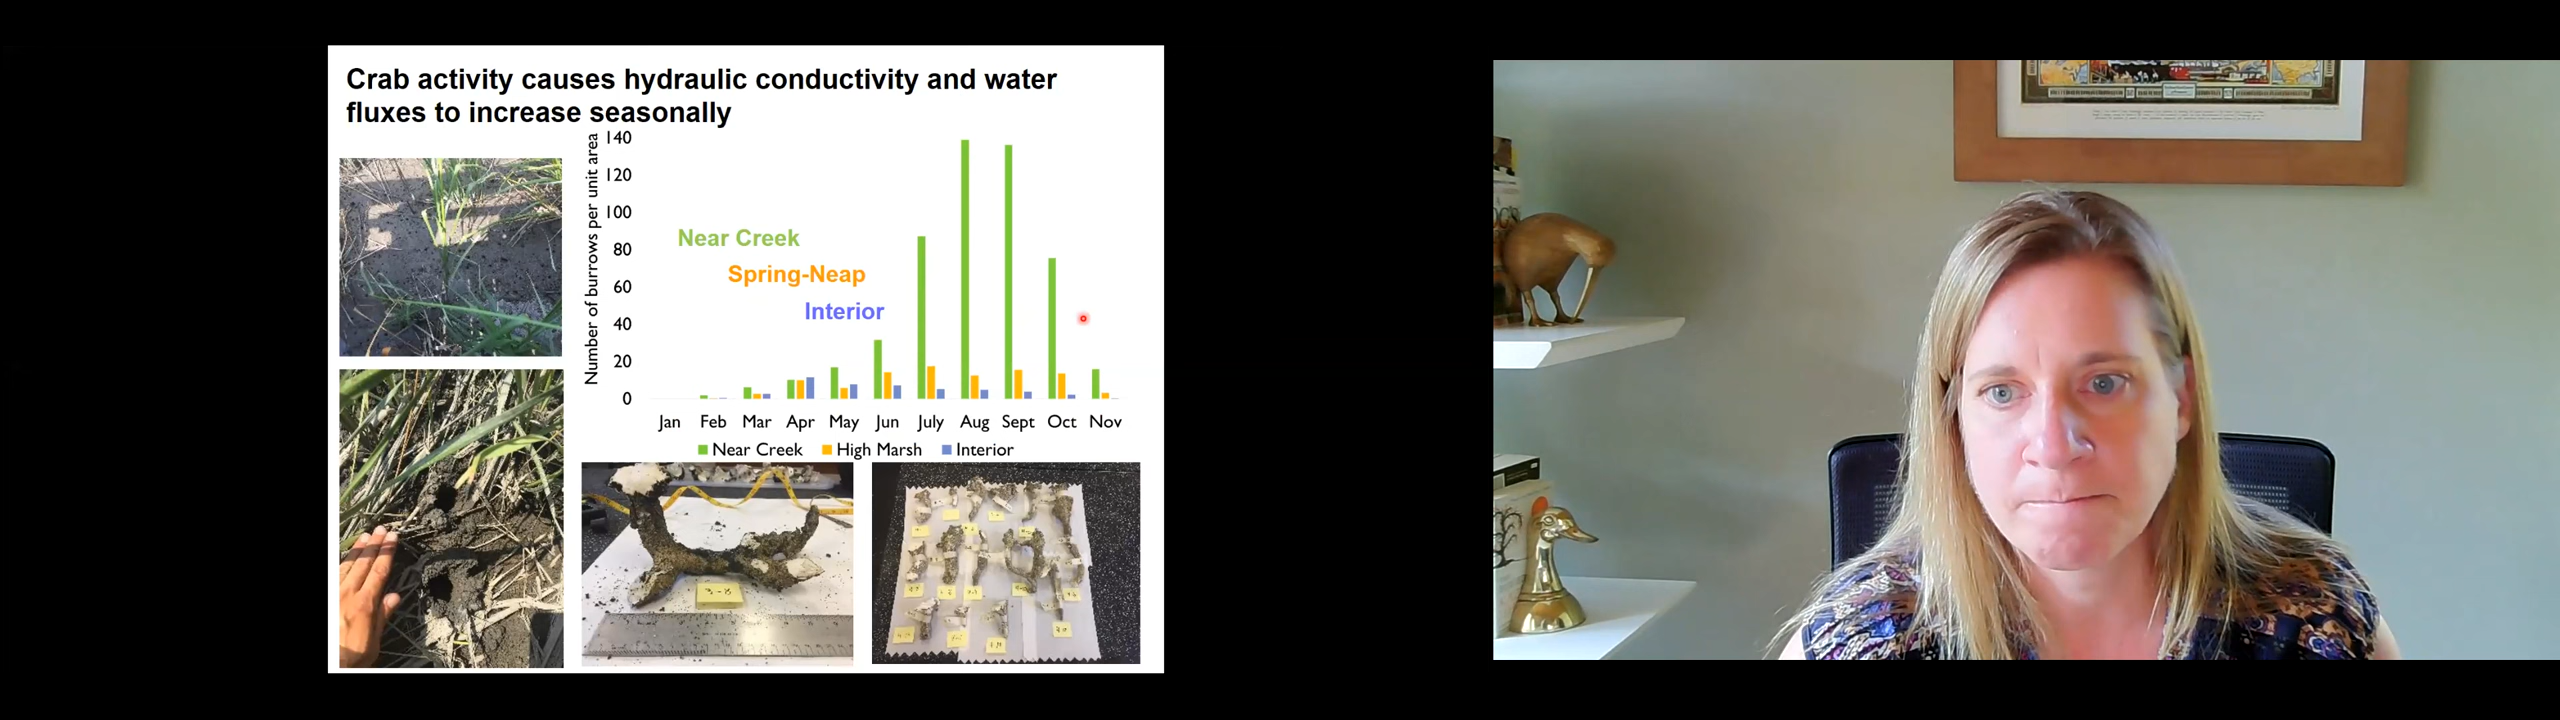 Crab activity causes hydraulic conductivity and water
fluxes to increase seasonally
Number of burrows per unit area
140
120
100
80
60
40
20
0
Near Creek
Spring-Neap
Interior
Jan Feb Mar Apr May Jun July Aug Sept Oct Nov
Near Creek High Marsh Interior